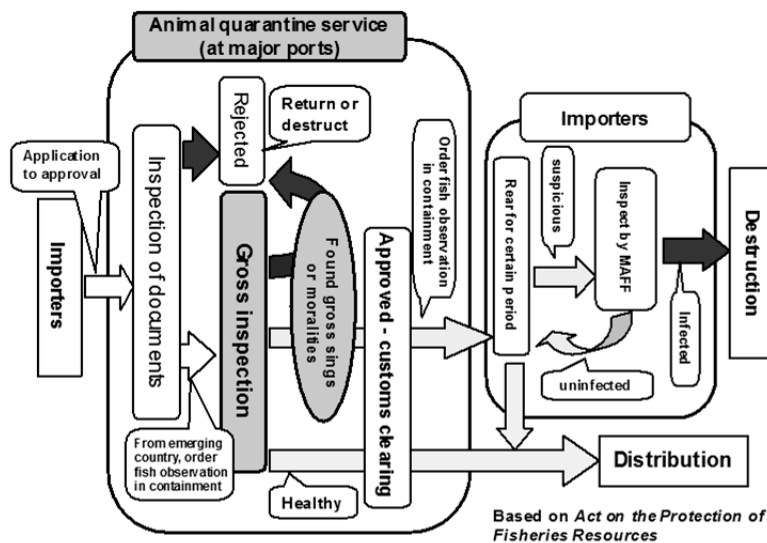 Animal quarantine service
(at major ports)
Rejected
Return or
destruct
Application
to approval
Importers
Inspection of documents
Gross inspection
Found gross sings
or moralities
From emerging
country, order
fish observation
in containment
Healthy
Approved - customs clearing
Order fish observation
in containment
Importers
Rear for certain
period
suspicious
Inspect by MAFF
uninfected
Infected
Destruction
Distribution
Based on Act on the Protection of
Fisheries Resources